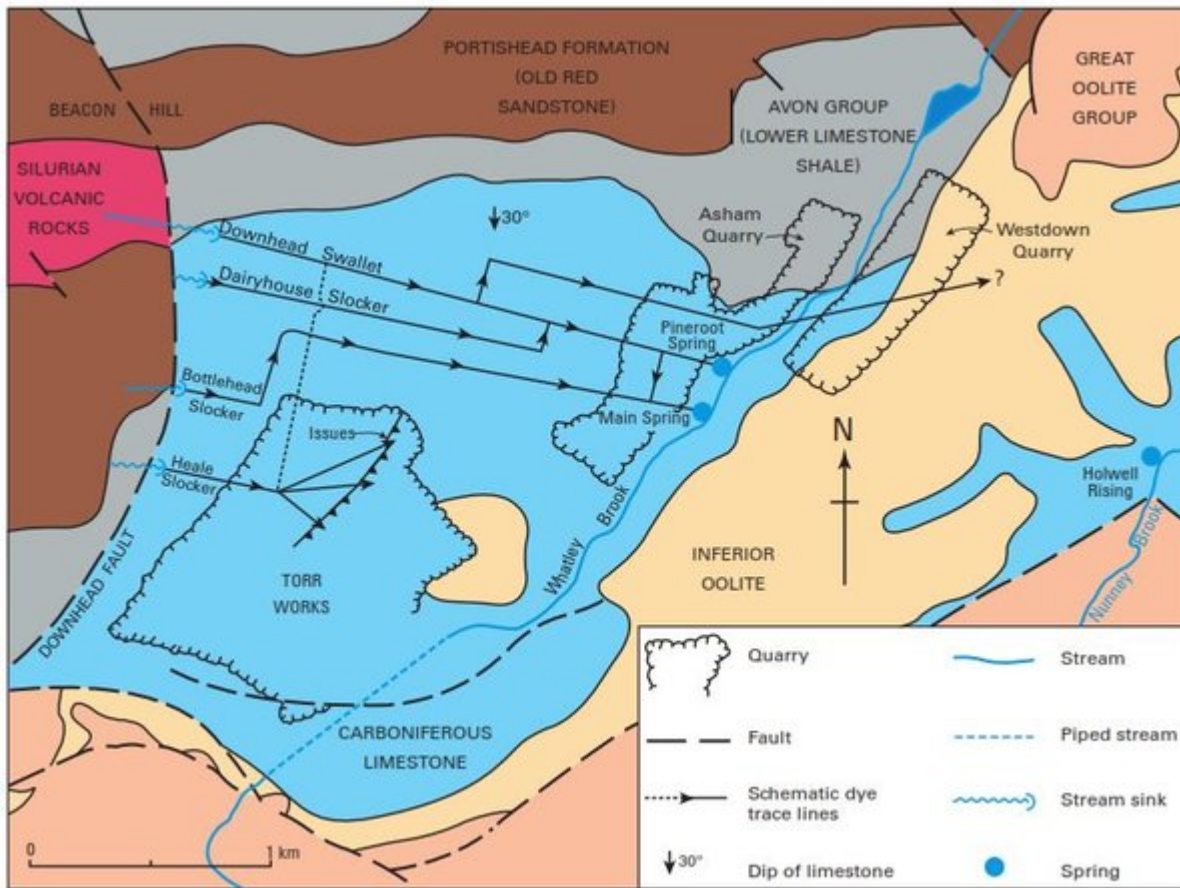 PORTISHEAD FORMATION
(OLD RED
SANDSTONE)
GREAT
OOLITE
GROUP
BEACON HILL
AVON GROUP
(LOWER LIMESTONE
SHALE)
SILURIAN
VOLCANIC
ROCKS
30°
Asham
Quarry
Westdown
Quarry
Downhead Swallet
Dairyhouse Slocker
?
Pineroot
Spring
Bottlehead
Slocker
Main Spring
Issues
N
Heale
Slocker
Holwell
Rising
Whatley Brook
INFERIOR
OOLITE
Nunney Brook
TORR
WORKS
DOWNHEAD FAULT
CARBONIFEROUS
LIMESTONE
0 1 km
Quarry
Stream
Fault
Piped stream
Schematic dye
trace lines
Stream sink
30°
Dip of limestone
Spring